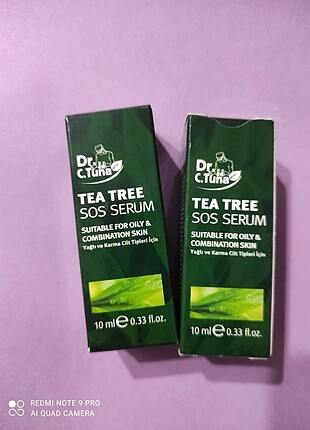 Dr.
C.Tuna
TEA TREE
SOS SERUM
SUITABLE FOR OILY &
COMBINATION SKIN
Yağlı ve Karma Cilt Tipleri İçin
10 ml e 0.33 fl.oz.
Dr.
C.Tuna
TEA TREE
SOS SERUM
SUITABLE FOR OILY &
COMBINATION SKIN
Yağlı ve Karma Cilt Tipleri İçin
10 ml e 0.33 fl.oz.
REDMI NOTE 9 PRO
AI QUAD CAMERA